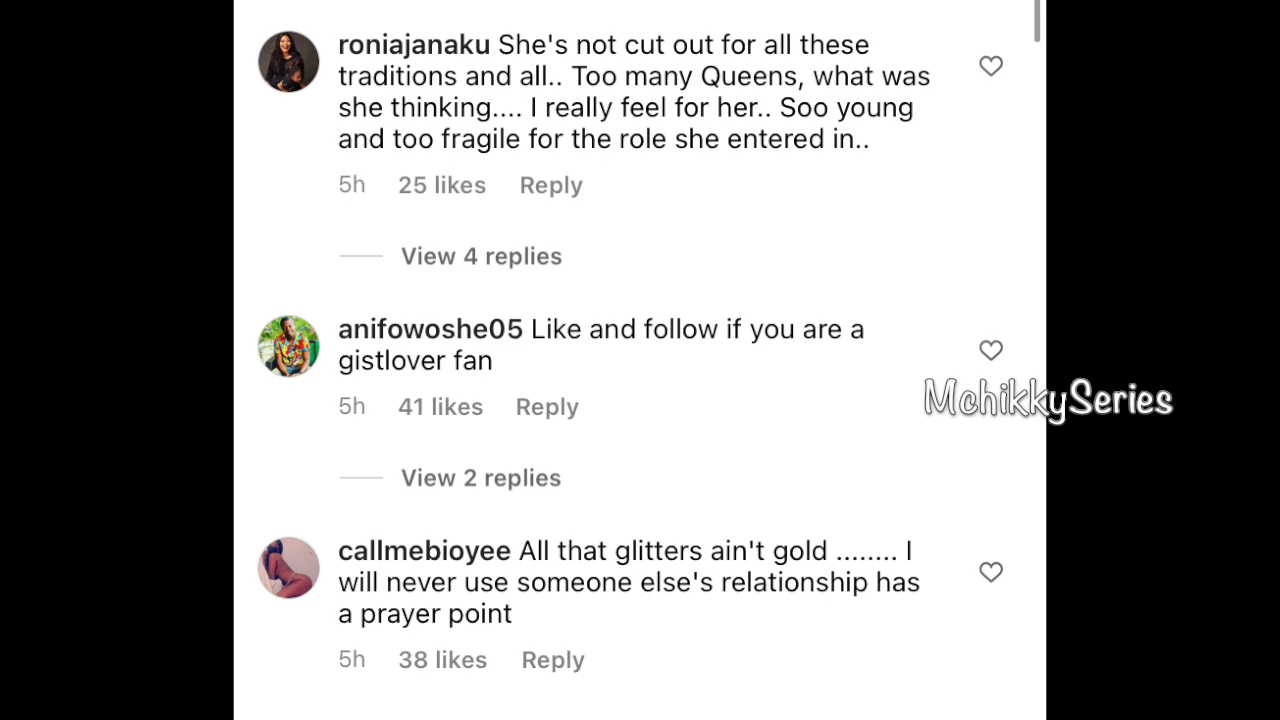 roniajanaku She's not cut out for all these
traditions and all.. Too many Queens, what was
she thinking.... I really feel for her.. Soo young
and too fragile for the role she entered in..
5h 25 likes Reply
View 4 replies
anifowoshe05 Like and follow if you are a
gistlover fan
5h 41 likes Reply
MchikkySeries
View 2 replies
callmebioyee All that glitters ain't gold ........ I
will never use someone else's relationship has
a prayer point
5h 38 likes Reply